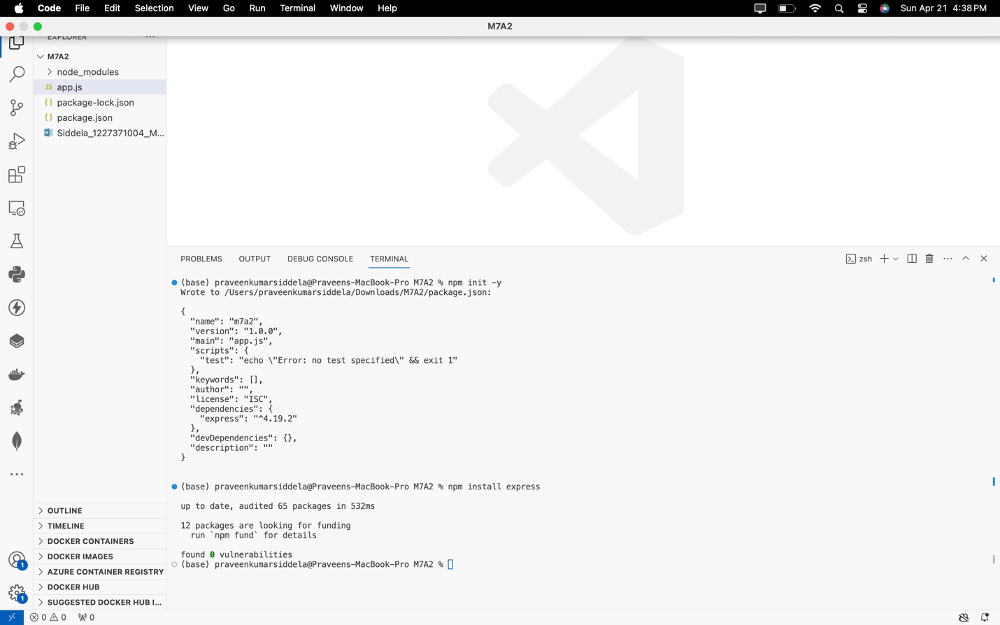 Code File Edit Selection View Go Run Terminal Window Help Sun Apr 21 4:38 PM
M7A2
EXPLORER
M7A2
node_modules
JS app.js
{} package-lock.json
{} package.json
Siddela_1227371004_M...
OUTLINE
TIMELINE
DOCKER CONTAINERS
DOCKER IMAGES
AZURE CONTAINER REGISTRY
DOCKER HUB
SUGGESTED DOCKER HUB I...
1
1
PROBLEMS OUTPUT DEBUG CONSOLE TERMINAL zsh
(base) praveenkumarsiddela@Praveens-MacBook-Pro M7A2 % npm init -y
Wrote to /Users/praveenkumarsiddela/Downloads/M7A2/package.json:
{
"name": "m7a2",
"version": "1.0.0",
"main": "app.js",
"scripts": {
"test": "echo \"Error: no test specified\" && exit 1"
},
"keywords": [],
"author": "",
"license": "ISC",
"dependencies": {
"express": "^4.19.2"
},
"devDependencies": {},
"description": ""
}
(base) praveenkumarsiddela@Praveens-MacBook-Pro M7A2 % npm install express
up to date, audited 65 packages in 532ms
12 packages are looking for funding
run `npm fund` for details
found 0 vulnerabilities
(base) praveenkumarsiddela@Praveens-MacBook-Pro M7A2 %
0 0 0